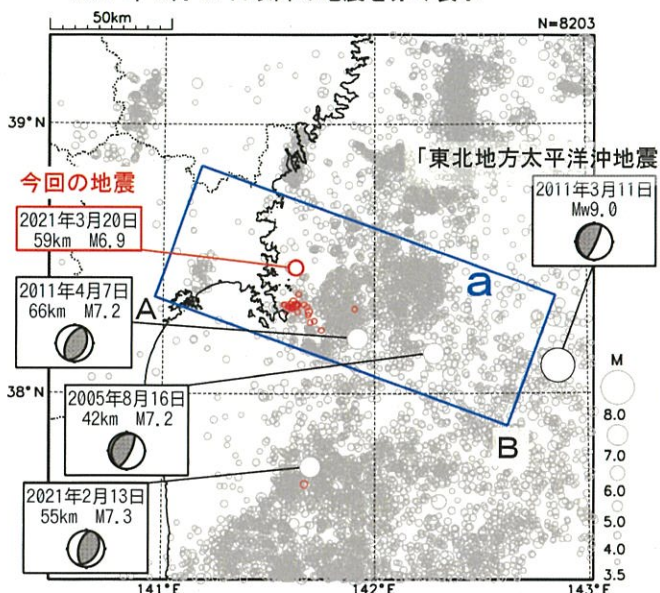 50km
N=8203
39°N
「東北地方太平洋沖地震
2011年3月11日
Mw9.0
今回の地震
2021年3月20日
59km M6.9
a
A
2011年4月7日
66km M7.2
M
38°N
8.0
2005年8月16日
42km M7.2
B
7.0
6.0
2021年2月13日
55km M7.3
5.0
4.0
3.5
141°E
142°E
143°E